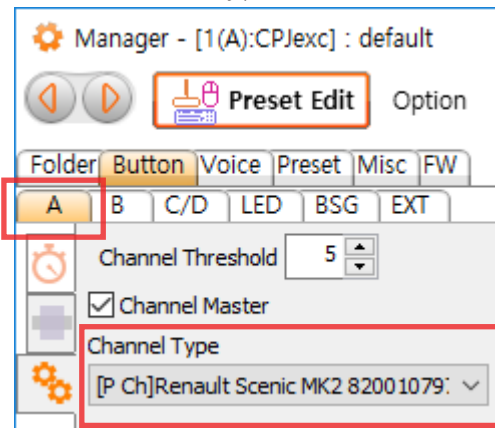 Manager - [1(A):CPJexc] : default
Preset Edit Option
Folder Button Voice Preset Misc FW
A B C/D LED BSG EXT
Channel Threshold 5
Channel Master
Channel Type
[P Ch]Renault Scenic MK2 82001079: